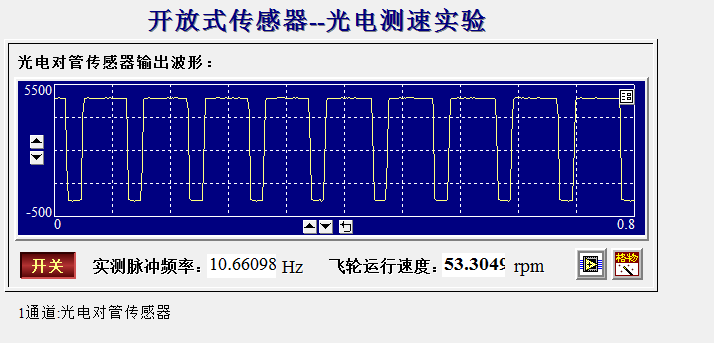 开放式传感器--光电测速实验
光电对管传感器输出波形：
5500
-500
0
0.8
开关
实测脉冲频率：
10.66098
Hz
飞轮运行速度：
53.3049
rpm
格物
1通道:光电对管传感器